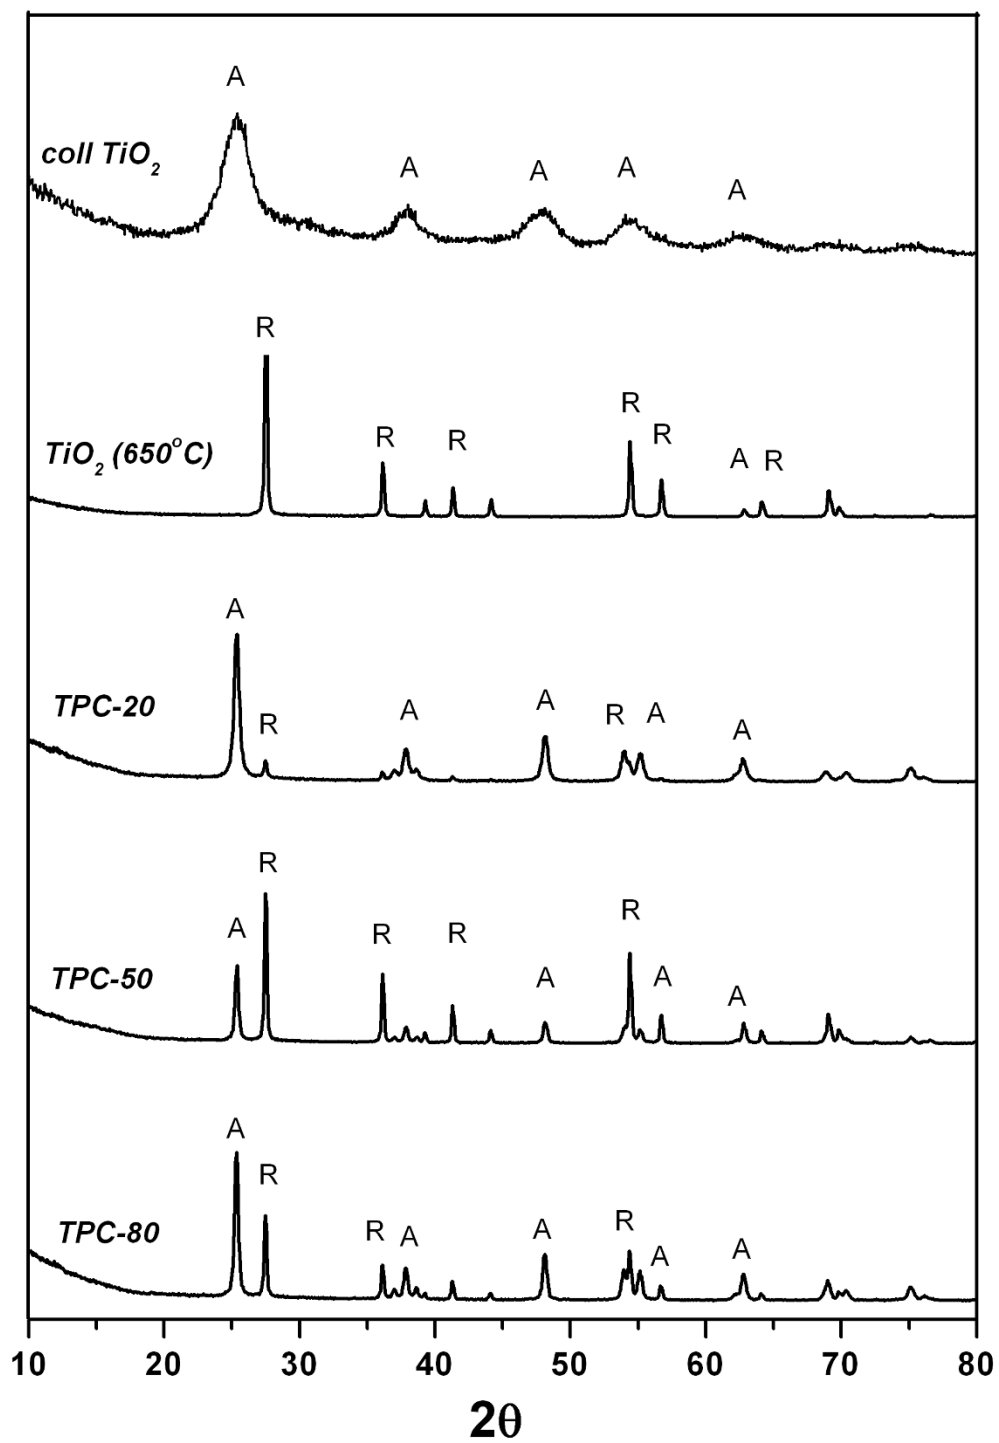 A
coll TiO₂
A A A A
R
TiO₂ (650°C)
R R R R A R
A
TPC-20
R A A R A A
R
A
TPC-50
R R A R A A
A
R
TPC-80
R A A R A A
10 20 30 40 50 60 70 80
2θ